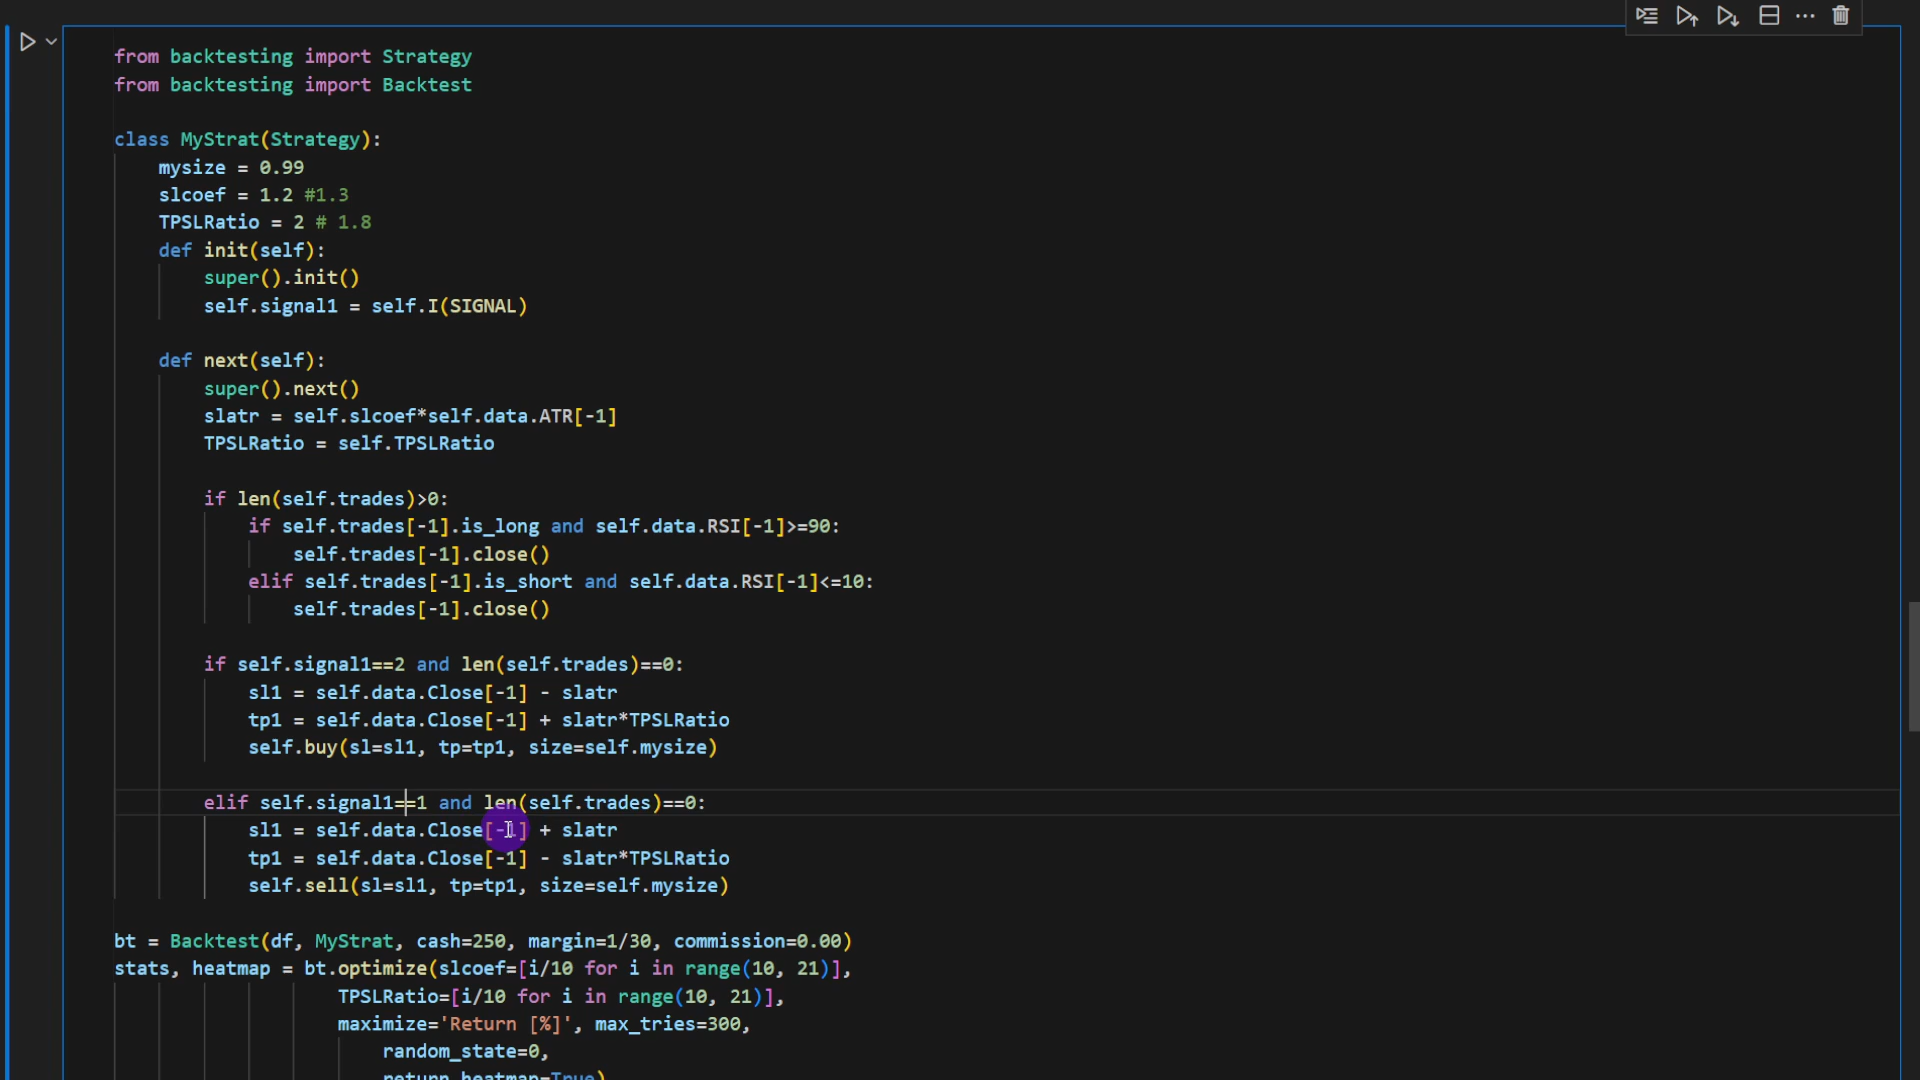 from backtesting import Strategy
from backtesting import Backtest
class MyStrat(Strategy):
    mysize = 0.99
    slcoef = 1.2 #1.3
    TPSLRatio = 2 # 1.8
    def init(self):
        super().init()
        self.signal1 = self.I(SIGNAL)
    def next(self):
        super().next()
        slatr = self.slcoef*self.data.ATR[-1]
        TPSLRatio = self.TPSLRatio
        if len(self.trades)>0:
            if self.trades[-1].is_long and self.data.RSI[-1]>=90:
                self.trades[-1].close()
            elif self.trades[-1].is_short and self.data.RSI[-1]<=10:
                self.trades[-1].close()
        if self.signal1==2 and len(self.trades)==0:
            sl1 = self.data.Close[-1] - slatr
            tp1 = self.data.Close[-1] + slatr*TPSLRatio
            self.buy(sl=sl1, tp=tp1, size=self.mysize)
        elif self.signal1==1 and len(self.trades)==0:
            sl1 = self.data.Close[-1] + slatr
            tp1 = self.data.Close[-1] - slatr*TPSLRatio
            self.sell(sl=sl1, tp=tp1, size=self.mysize)
bt = Backtest(df, MyStrat, cash=250, margin=1/30, commission=0.00)
stats, heatmap = bt.optimize(slcoef=[i/10 for i in range(10, 21)],
                    TPSLRatio=[i/10 for i in range(10, 21)],
                    maximize='Return [%]', max_tries=300,
                        random_state=0,
                        return_heatmap=True)